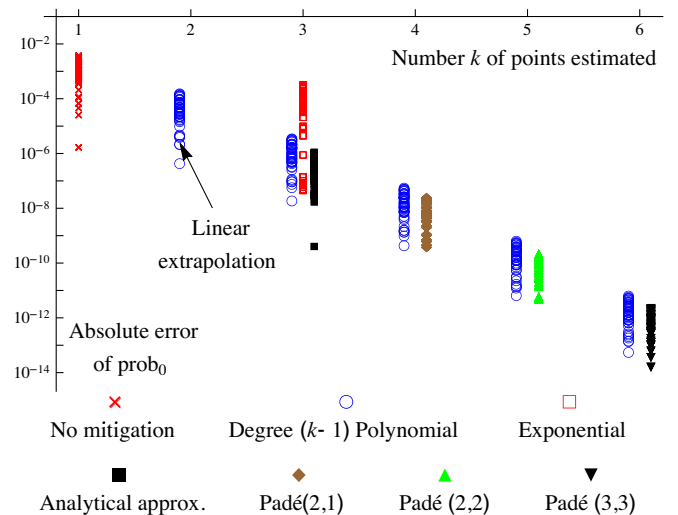 1 2 3 4 5 6
Number k of points estimated
10^-2
10^-4
10^-6
10^-8
10^-10
10^-12
10^-14
Linear
extrapolation
Absolute error
of prob_0
No mitigation Degree (k- 1) Polynomial Exponential
Analytical approx. Padé(2,1) Padé (2,2) Padé (3,3)